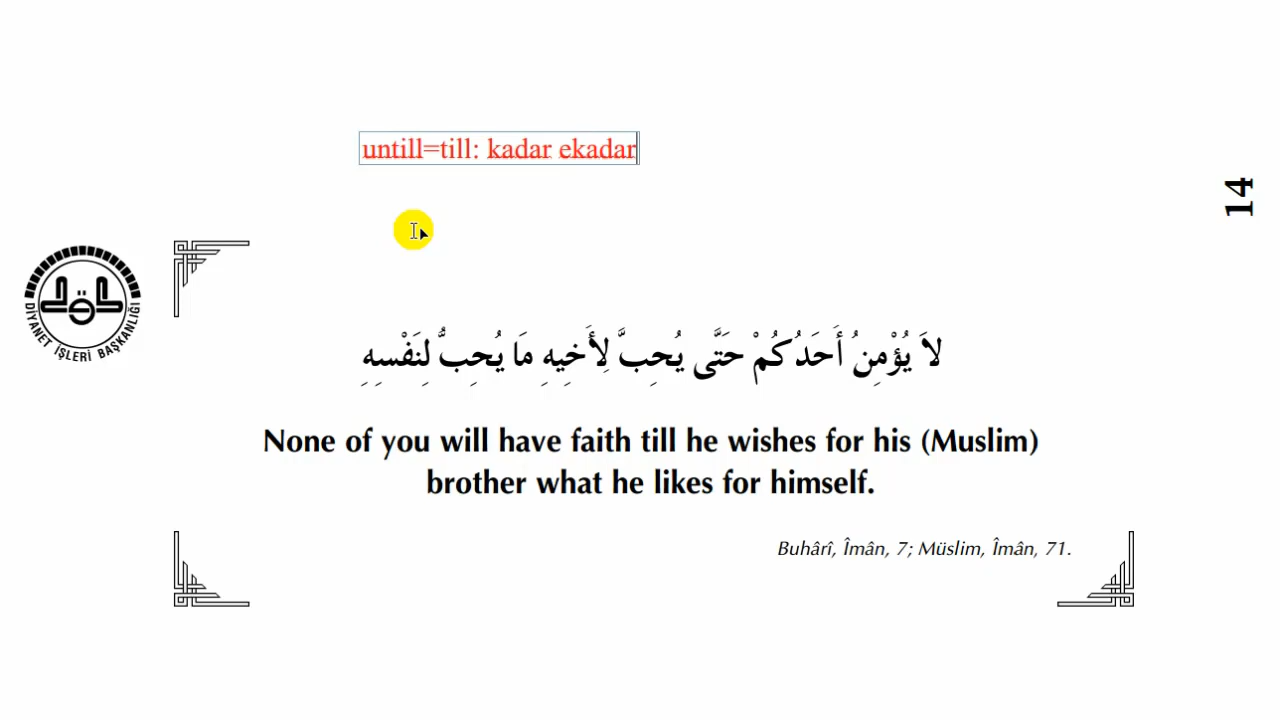 untill=till: kadar ekadar
14
DİYANET İŞLERİ BAŞKANLIĞI
لاَ يُؤْمِنُ أَحَدُكُمْ حَتَّى يُحِبَّ لِأَخِيهِ مَا يُحِبُّ لِنَفْسِهِ
None of you will have faith till he wishes for his (Muslim)
brother what he likes for himself.
Buhârî, Îmân, 7; Müslim, Îmân, 71.